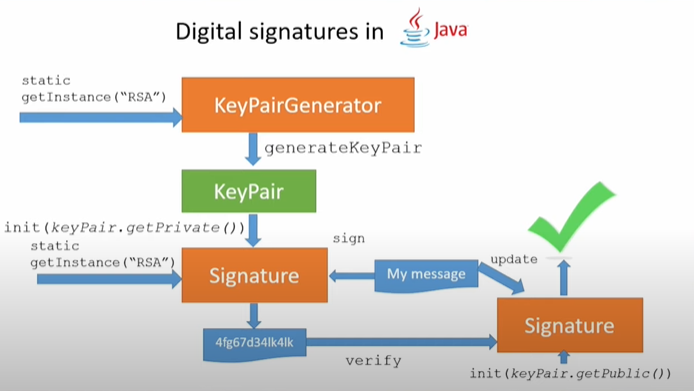 Digital signatures in Java
static
getInstance("RSA")
KeyPairGenerator
generateKeyPair
KeyPair
init(keyPair.getPrivate())
static
getInstance("RSA")
Signature
sign
My message
update
4fg67d34lk4lk
verify
Signature
init(keyPair.getPublic())